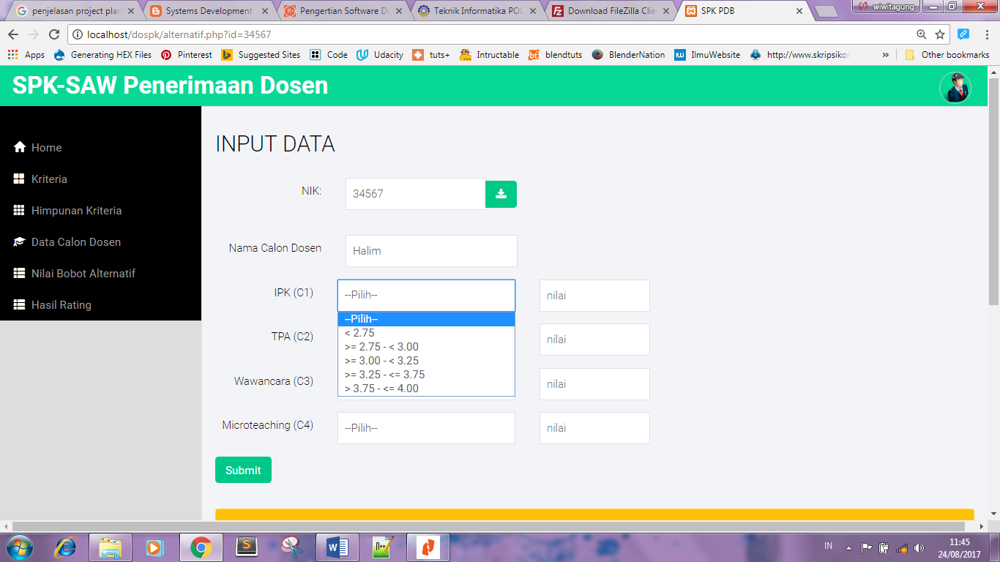 penjelasan project plan
Systems Development
Pengertian Software De
Teknik Informatika POL
Download FileZilla Clie
SPK PDB
wiwitagung
localhost/dospk/alternatif.php?id=34567
Apps
Generating HEX Files
Pinterest
Suggested Sites
Code
Udacity
tuts+
Intructable
blendtuts
BlenderNation
IlmuWebsite
http://www.skripsiko
»
Other bookmarks
SPK-SAW Penerimaan Dosen
Home
Kriteria
Himpunan Kriteria
Data Calon Dosen
Nilai Bobot Alternatif
Hasil Rating
INPUT DATA
NIK:
34567
Nama Calon Dosen
Halim
IPK (C1)
--Pilih--
nilai
--Pilih--
< 2.75
>= 2.75 - < 3.00
>= 3.00 - < 3.25
>= 3.25 - <= 3.75
> 3.75 - <= 4.00
TPA (C2)
nilai
Wawancara (C3)
nilai
Microteaching (C4)
--Pilih--
nilai
Submit
IN
11:45
24/08/2017